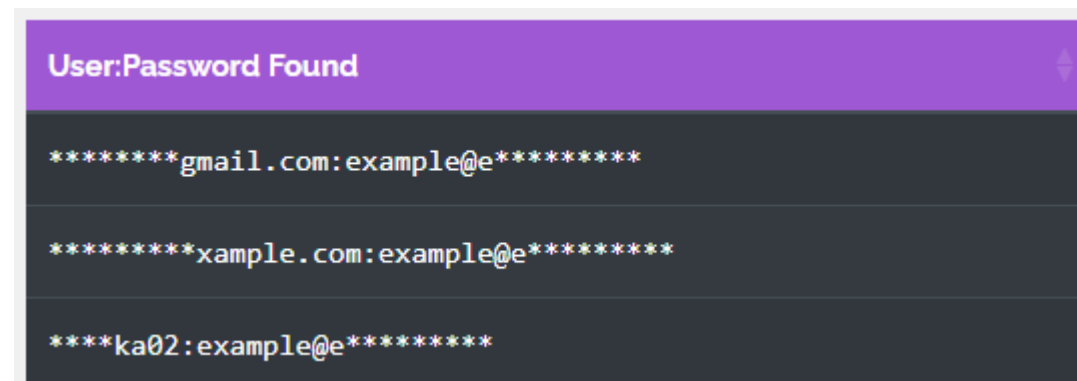 User:Password Found
********gmail.com:example@e*********
*********xample.com:example@e*********
****ka02:example@e*********